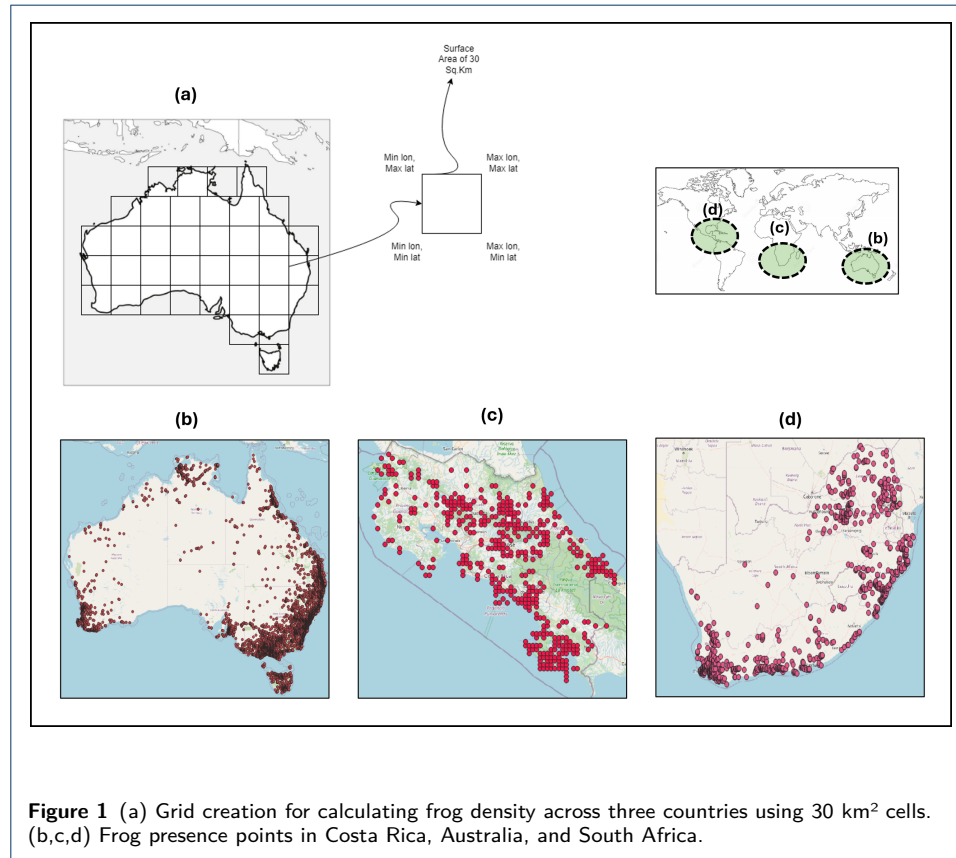 Surface
Area of 30
Sq.Km
(a)
Min lon,
Max lat
Max lon,
Max lat
Min lon,
Min lat
Max lon,
Min lat
(d)
(c)
(b)
(b)
(c)
(d)
Figure 1 (a) Grid creation for calculating frog density across three countries using 30 km² cells.
(b,c,d) Frog presence points in Costa Rica, Australia, and South Africa.